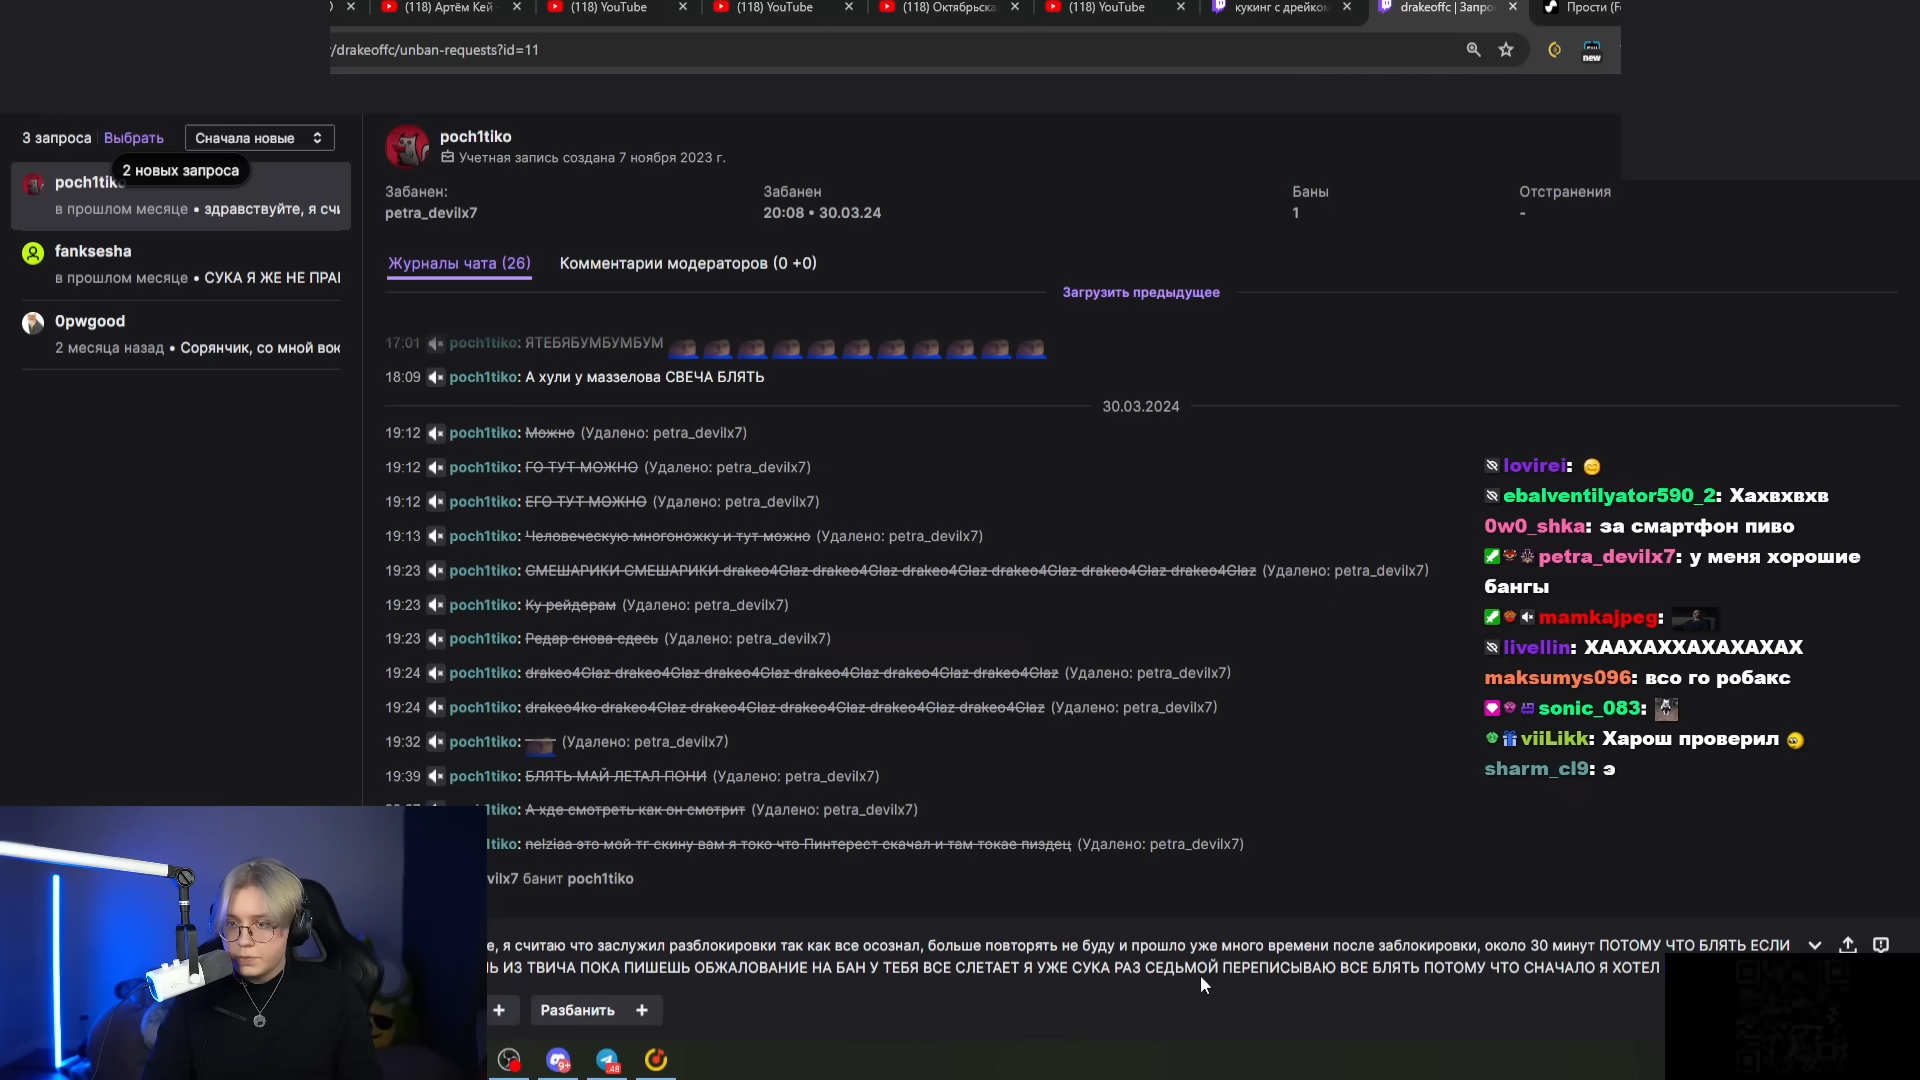 (118) Артём Кей
(118) YouTube
(118) YouTube
(118) Октябрьска
(118) YouTube
кукинг с дрейком
drakeoffc | Запро
Прости (F
/drakeoffc/unban-requests?id=11
new
3 запроса Выбрать Сначала новые
2 новых запроса
poch1tiko
в прошлом месяце • здравствуйте, я счи
fanksesha
в прошлом месяце • СУКА Я ЖЕ НЕ ПРАІ
0pwgood
2 месяца назад • Сорянчик, со мной вок
poch1tiko
Учетная запись создана 7 ноября 2023 г.
Забанен: Забанен Баны Отстранения
petra_devilx7 20:08 • 30.03.24 1 -
Журналы чата (26) Комментарии модераторов (0 +0)
Загрузить предыдущее
17:01 poch1tiko: ЯТЕБЯБУМБУМБУМ
18:09 poch1tiko: А хули у маззелова СВЕЧА БЛЯТЬ
30.03.2024
19:12 poch1tiko: Можно (Удалено: petra_devilx7)
19:12 poch1tiko: ГО ТУТ МОЖНО (Удалено: petra_devilx7)
19:12 poch1tiko: ЕГО ТУТ МОЖНО (Удалено: petra_devilx7)
19:13 poch1tiko: Человеческую многоножку и тут можно (Удалено: petra_devilx7)
19:23 poch1tiko: СМЕШАРИКИ СМЕШАРИКИ drakeo4Glaz drakeo4Glaz drakeo4Glaz drakeo4Glaz drakeo4Glaz drakeo4Glaz (Удалено: petra_devilx7)
19:23 poch1tiko: Ку рейдерам (Удалено: petra_devilx7)
19:23 poch1tiko: Редар снова сдесь (Удалено: petra_devilx7)
19:24 poch1tiko: drakeo4Glaz drakeo4Glaz drakeo4Glaz drakeo4Glaz drakeo4Glaz drakeo4Glaz (Удалено: petra_devilx7)
19:24 poch1tiko: drakeo4ko drakeo4Glaz drakeo4Glaz drakeo4Glaz drakeo4Glaz drakeo4Glaz (Удалено: petra_devilx7)
19:32 poch1tiko: (Удалено: petra_devilx7)
19:39 poch1tiko: БЛЯТЬ МАЙ ЛЕТАЛ ПОНИ (Удалено: petra_devilx7)
1tiko: А хде смотреть как он смотрит (Удалено: petra_devilx7)
1tiko: nelziaa это мой тг скину вам я токо что Пинтерест скачал и там токае пиздец (Удалено: petra_devilx7)
vilx7 банит poch1tiko
е, я считаю что заслужил разблокировки так как все осознал, больше повторять не буду и прошло уже много времени после заблокировки, около 30 минут ПОТОМУ ЧТО БЛЯТЬ ЕСЛИ
Ь ИЗ ТВИЧА ПОКА ПИШЕШЬ ОБЖАЛОВАНИЕ НА БАН У ТЕБЯ ВСЕ СЛЕТАЕТ Я УЖЕ СУКА РАЗ СЕДЬМОЙ ПЕРЕПИСЫВАЮ ВСЕ БЛЯТЬ ПОТОМУ ЧТО СНАЧАЛО Я ХОТЕЛ
+ Разбанить +
9+
48
lovirei:
ebalventilyator590_2: Хахвхвхв
0w0_shka: за смартфон пиво
petra_devilx7: у меня хорошие
бангы
mamkajpeg:
livellin: ХААХАХХАХАХАХАХ
maksumys096: всо го робакс
sonic_083:
viiLikk: Харош проверил
sharm_cl9: э